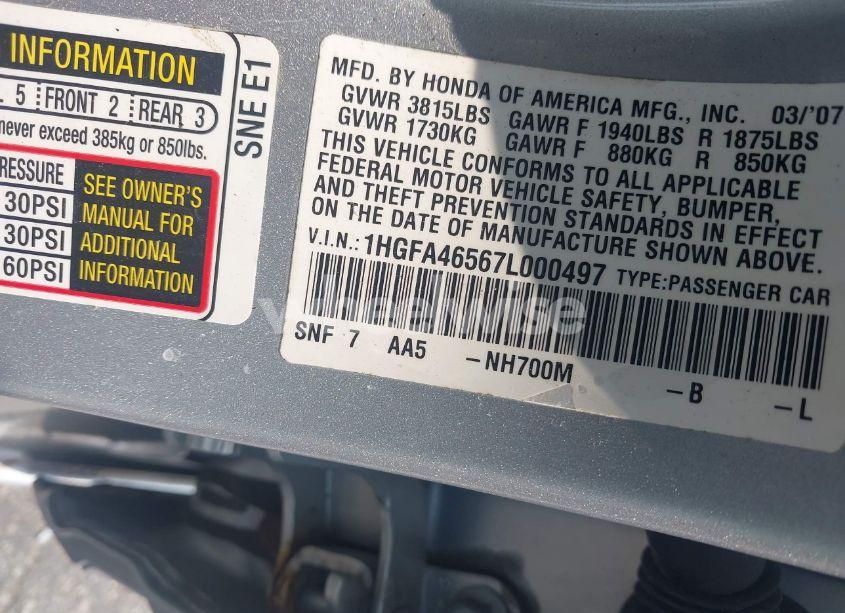 INFORMATION
5 FRONT 2 REAR 3
never exceed 385kg or 850lbs.
SEE OWNER'S
MANUAL FOR
ADDITIONAL
INFORMATION
30PSI
30PSI
60PSI
SNE E1
MFD. BY HONDA OF AMERICA MFG., INC. 03/'07
GVWR 3815LBS GAWR F 1940LBS R 1875LBS
GVWR 1730KG GAWR F 880KG R 850KG
THIS VEHICLE CONFORMS TO ALL APPLICABLE
FEDERAL MOTOR VEHICLE SAFETY, BUMPER,
AND THEFT PREVENTION STANDARDS IN EFFECT
ON THE DATE OF MANUFACTURE SHOWN ABOVE.
V.I.N.: 1HGFA46567L000497 TYPE:PASSENGER CAR
SNF 7 AA5 -NH700M -B -L
wheelwise